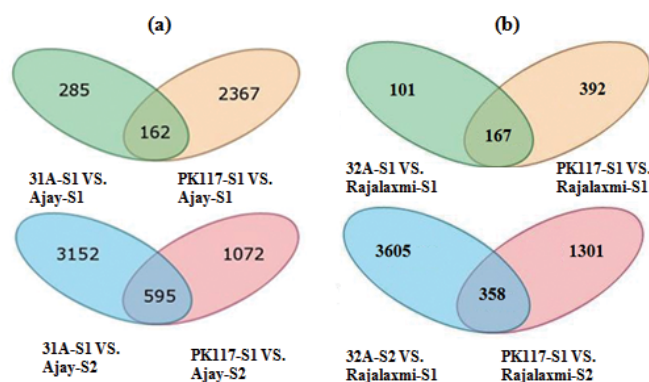 (a)
(b)
285
162
2367
31A-S1 VS.
Ajay-S1
PK117-S1 VS.
Ajay-S1
101
167
392
32A-S1 VS.
Rajalaxmi-S1
PK117-S1 VS.
Rajalaxmi-S1
3152
595
1072
31A-S1 VS.
Ajay-S2
PK117-S1 VS.
Ajay-S2
3605
358
1301
32A-S2 VS.
Rajalaxmi-S1
PK117-S1 VS.
Rajalaxmi-S2